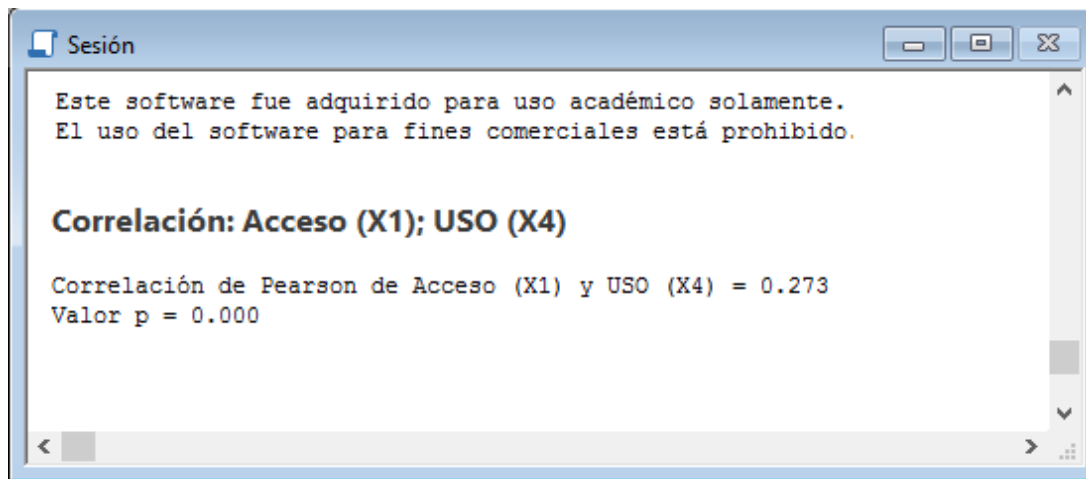 Sesión
Este software fue adquirido para uso académico solamente.
El uso del software para fines comerciales está prohibido.
Correlación: Acceso (X1); USO (X4)
Correlación de Pearson de Acceso (X1) y USO (X4) = 0.273
Valor p = 0.000